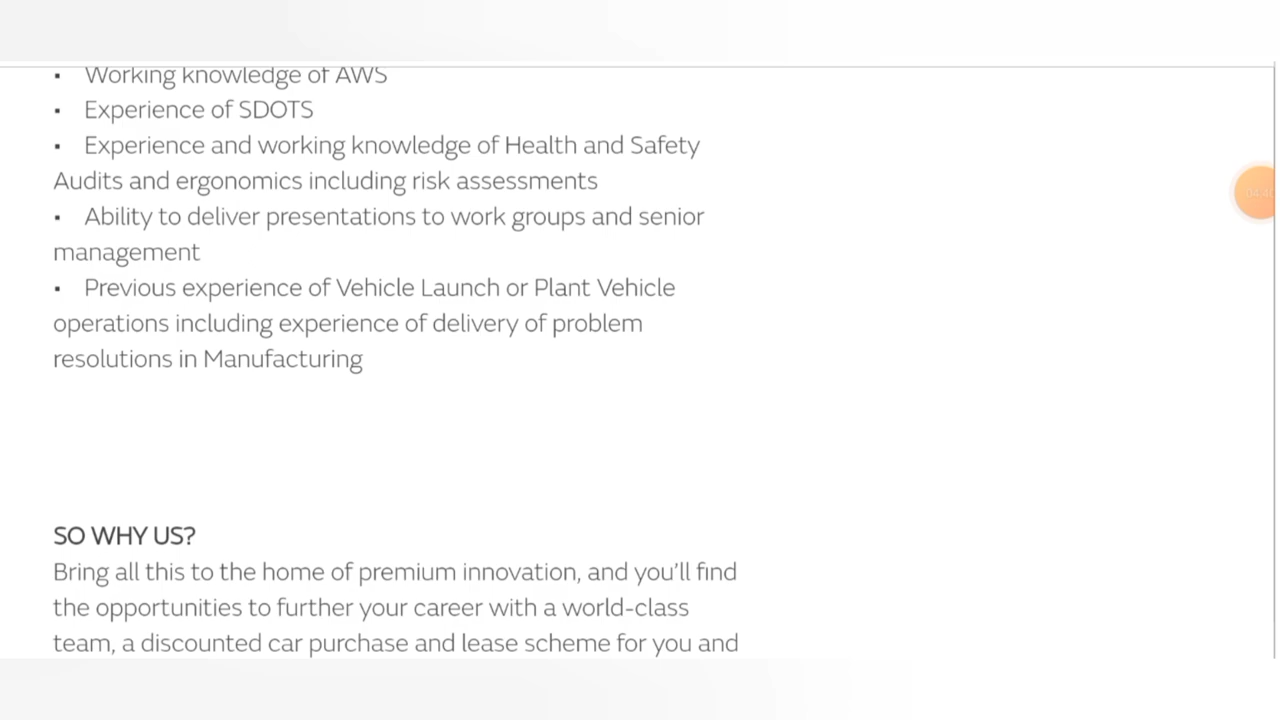 ▪ Working knowledge of AWS
▪ Experience of SDOTS
▪ Experience and working knowledge of Health and Safety
Audits and ergonomics including risk assessments
▪ Ability to deliver presentations to work groups and senior
management
▪ Previous experience of Vehicle Launch or Plant Vehicle
operations including experience of delivery of problem
resolutions in Manufacturing
SO WHY US?
Bring all this to the home of premium innovation, and you’ll find
the opportunities to further your career with a world-class
team, a discounted car purchase and lease scheme for you and